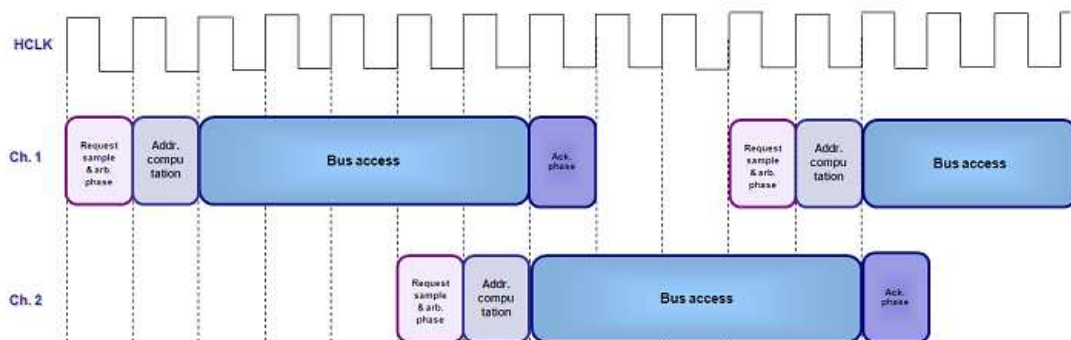 HCLK
Ch. 1
Request
sample
& arb.
phase
Addr.
compu
tation
Bus access
Ack.
phase
Request
sample
& arb.
phase
Addr.
compu
tation
Bus access
Ch. 2
Request
sample
& arb.
phase
Addr.
compu
tation
Bus access
Ack.
phase